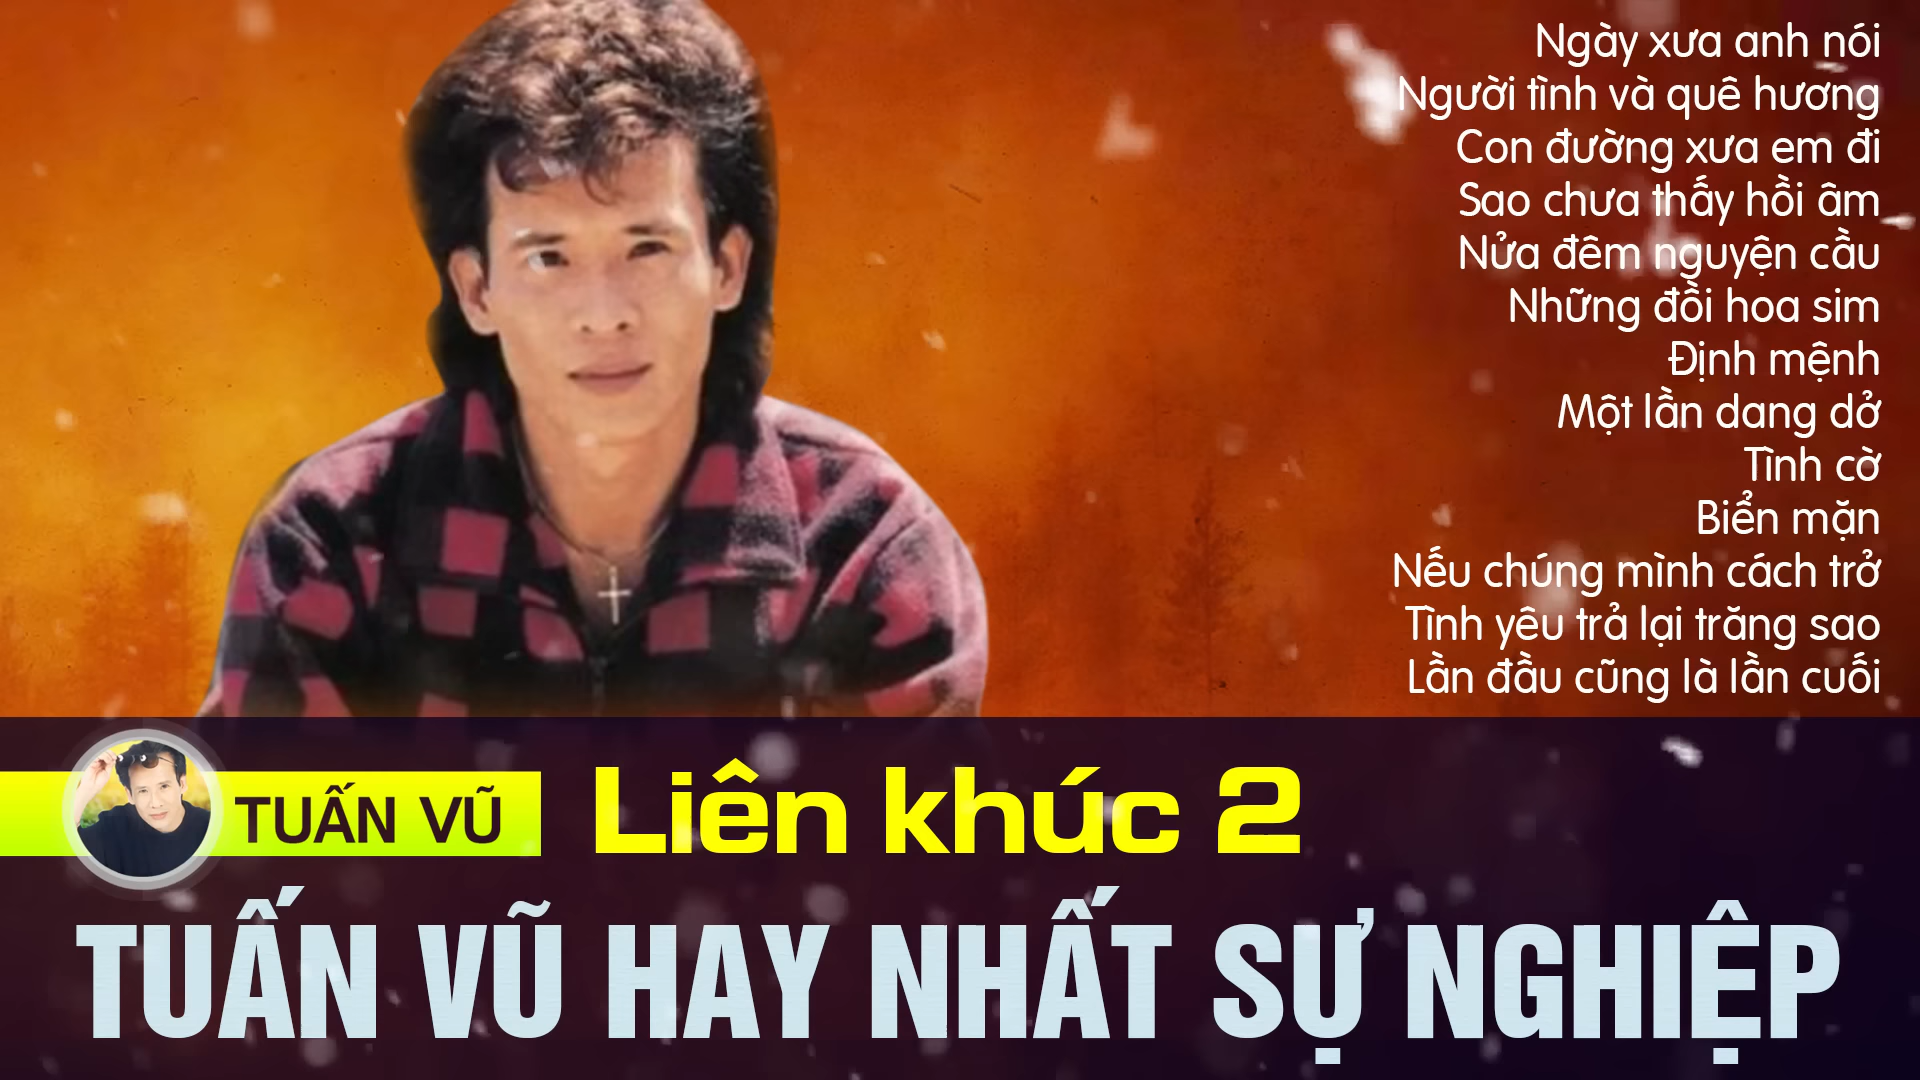 Ngày xưa anh nói
Người tình và quê hương
Con đường xưa em đi
Sao chưa thấy hồi âm
Nửa đêm nguyện cầu
Những đồi hoa sim
Định mệnh
Một lần dang dở
Tình cờ
Biển mặn
Nếu chúng mình cách trở
Tình yêu trả lại trăng sao
Lần đầu cũng là lần cuối
TUẤN VŨ
Liên khúc 2
TUẤN VŨ HAY NHẤT SỰ NGHIỆP